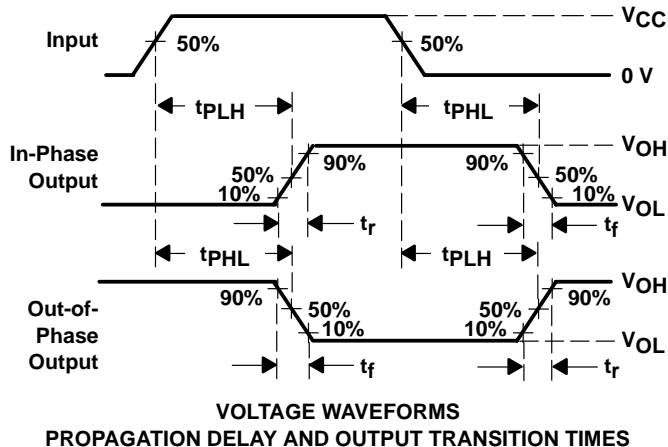 Input
50%
50%
VCC
0 V
tPLH
tPHL
In-Phase
Output
50%
10%
90%
90%
50%
10%
VOH
VOL
tr
tf
tPHL
tPLH
Out-of-
Phase
Output
90%
50%
10%
50%
10%
90%
VOH
VOL
tf
tr
VOLTAGE WAVEFORMS
PROPAGATION DELAY AND OUTPUT TRANSITION TIMES